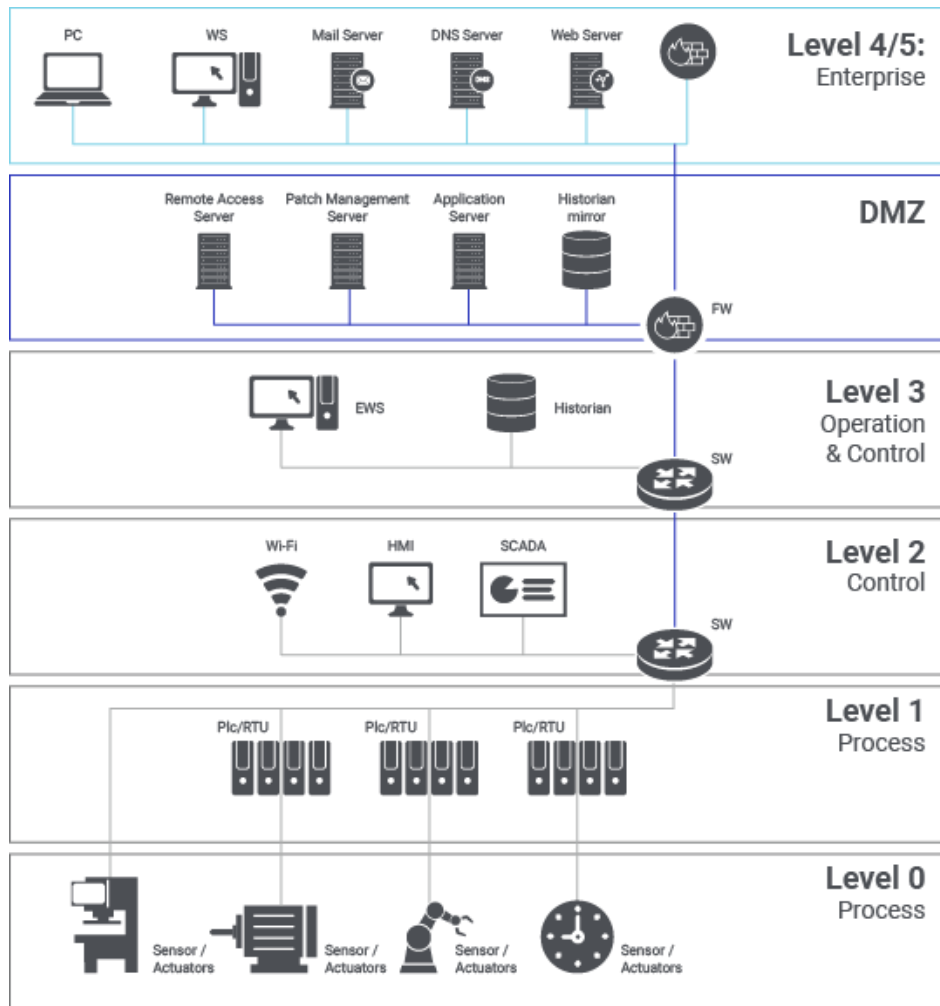 PC
WS
Mail Server
DNS Server
Web Server
Level 4/5:
Enterprise
Remote Access
Server
Patch Management
Server
Application
Server
Historian
mirror
DMZ
FW
EWS
Historian
Level 3
Operation
& Control
SW
Wi-Fi
HMI
SCADA
Level 2
Control
SW
Plc/RTU
Plc/RTU
Plc/RTU
Level 1
Process
Level 0
Process
Sensor /
Actuators
Sensor /
Actuators
Sensor /
Actuators
Sensor /
Actuators